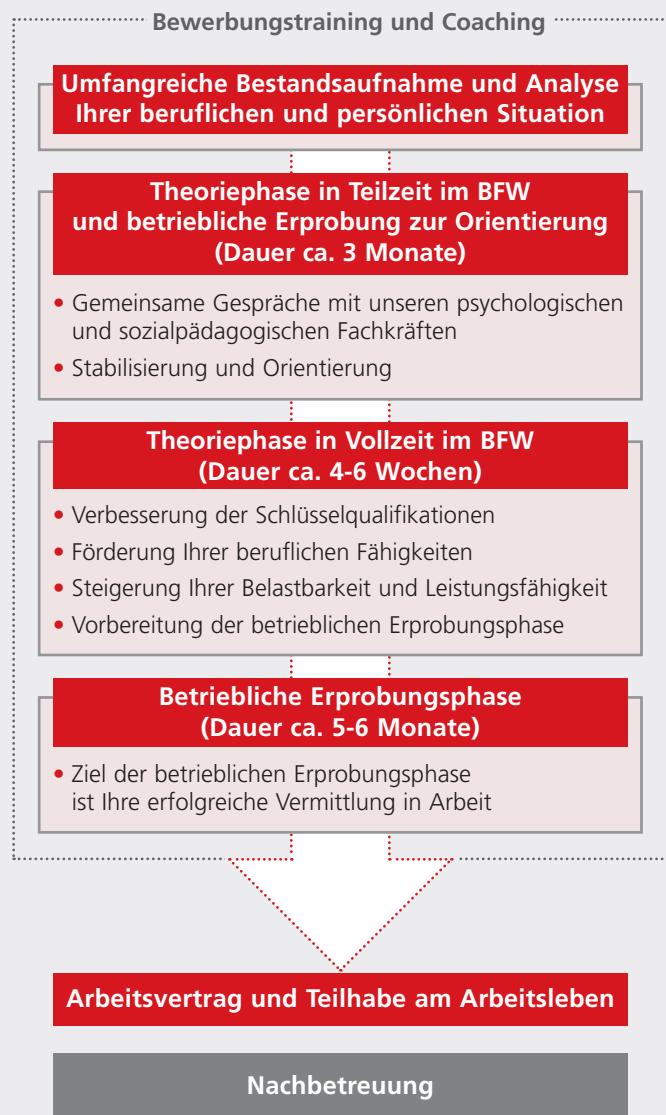 Bewerbungstraining und Coaching
Umfangreiche Bestandsaufnahme und Analyse
Ihrer beruflichen und persönlichen Situation
Theoriephase in Teilzeit im BFW
und betriebliche Erprobung zur Orientierung
(Dauer ca. 3 Monate)
• Gemeinsame Gespräche mit unseren psychologischen
und sozialpädagogischen Fachkräften
• Stabilisierung und Orientierung
Theoriephase in Vollzeit im BFW
(Dauer ca. 4-6 Wochen)
• Verbesserung der Schlüsselqualifikationen
• Förderung Ihrer beruflichen Fähigkeiten
• Steigerung Ihrer Belastbarkeit und Leistungsfähigkeit
• Vorbereitung der betrieblichen Erprobungsphase
Betriebliche Erprobungsphase
(Dauer ca. 5-6 Monate)
• Ziel der betrieblichen Erprobungsphase
ist Ihre erfolgreiche Vermittlung in Arbeit
Arbeitsvertrag und Teilhabe am Arbeitsleben
Nachbetreuung